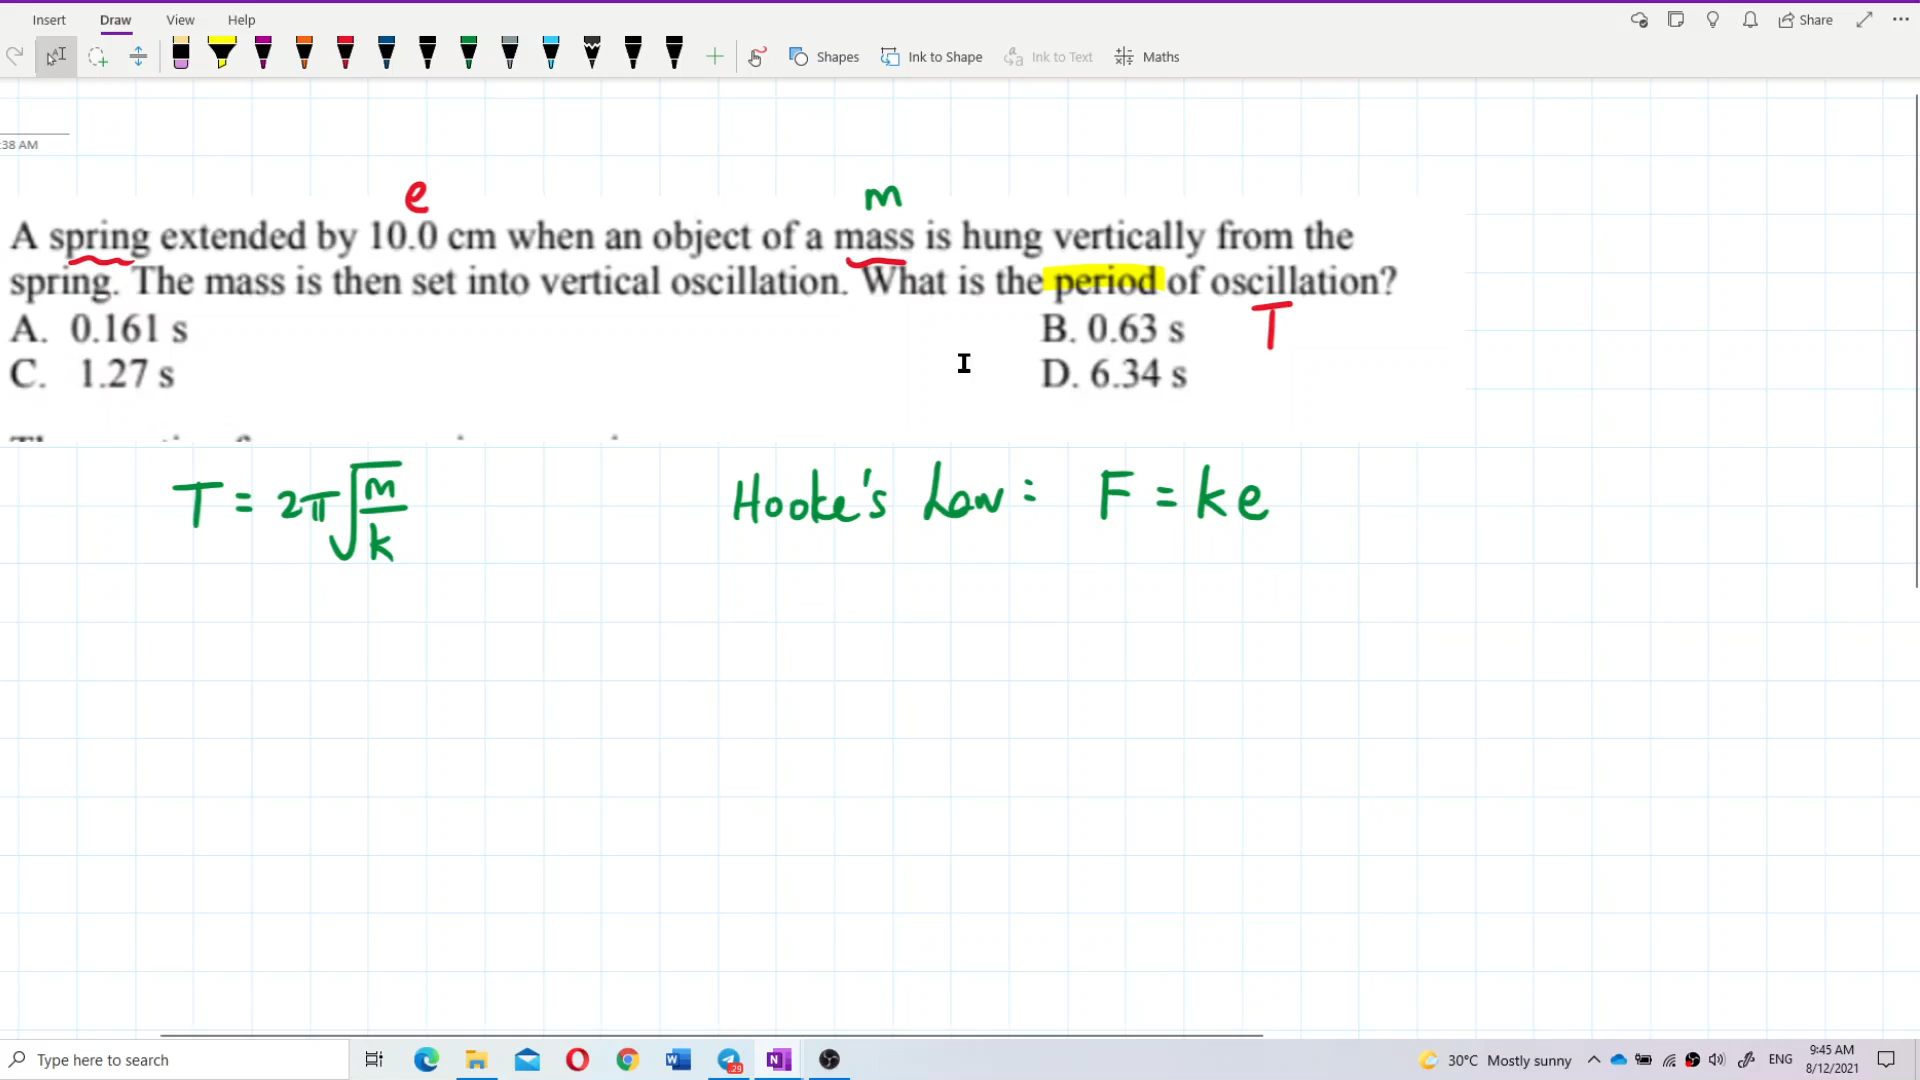 Insert Draw View Help Share
Shapes Ink to Shape Ink to Text Maths
:38 AM
e m
A spring extended by 10.0 cm when an object of a mass is hung vertically from the
spring. The mass is then set into vertical oscillation. What is the period of oscillation?
A. 0.161 s B. 0.63 s T
C. 1.27 s D. 6.34 s
T = 2π√(m/k) Hooke's Law: F = ke
Type here to search 29 30°C Mostly sunny ENG 9:45 AM
8/12/2021